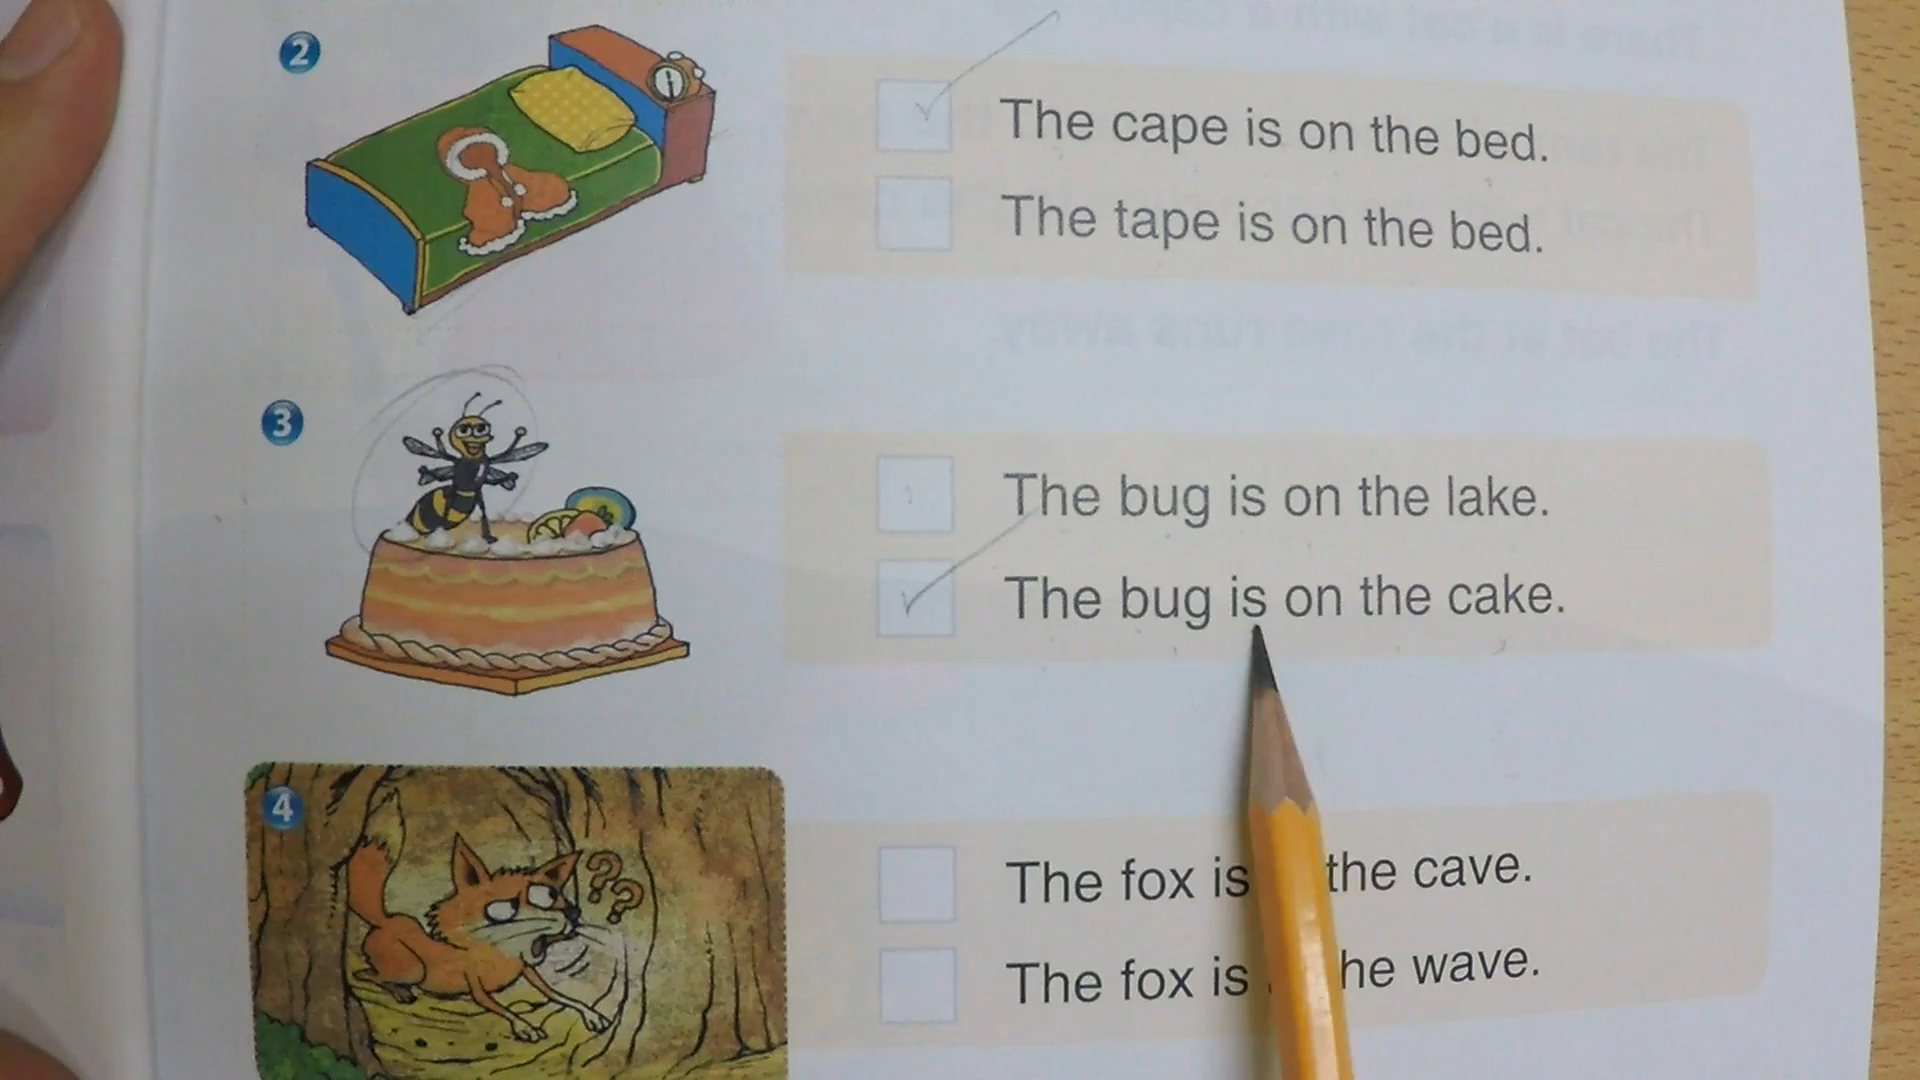 2
The cape is on the bed.
The tape is on the bed.
3
The bug is on the lake.
The bug is on the cake.
4
??
The fox is the cave.
The fox is wave.